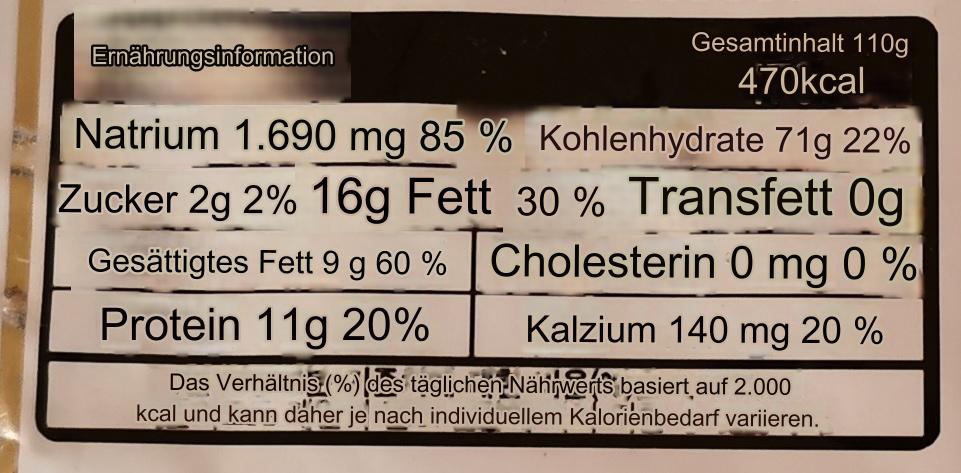 Ernährungsinformation
Gesamtinhalt 110g
470kcal
Natrium 1.690 mg 85 % Kohlenhydrate 71g 22%
Zucker 2g 2% 16g Fett 30 % Transfett 0g
Gesättigtes Fett 9 g 60 % Cholesterin 0 mg 0 %
Protein 11g 20% Kalzium 140 mg 20 %
Das Verhältnis (%) des täglichen Nährwerts basiert auf 2.000
kcal und kann daher je nach individuellem Kalorienbedarf variieren.